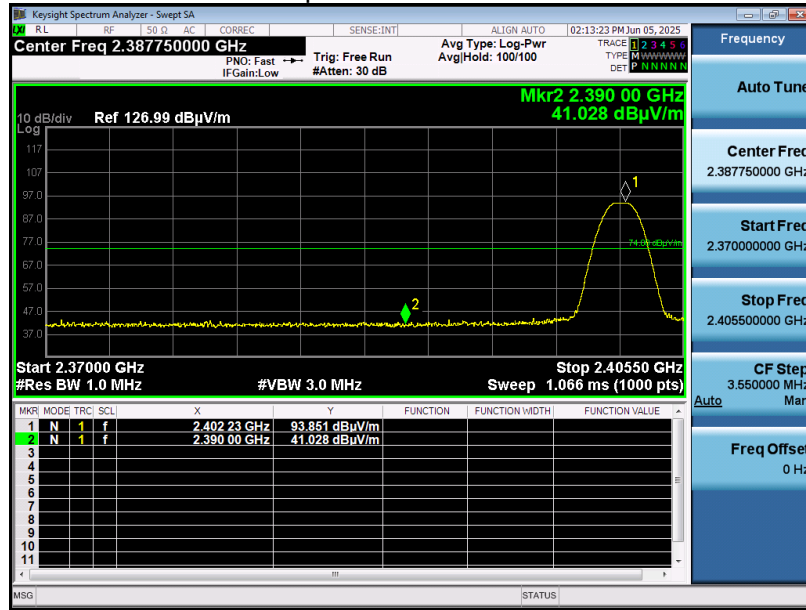 Keysight Spectrum Analyzer - Swept SA
LXI RL RF 50 Ω AC CORREC SENSE:INT ALIGN AUTO 02:13:23 PM Jun 05, 2025
Center Freq 2.387750000 GHz
PNO: Fast
IFGain:Low
Trig: Free Run
#Atten: 30 dB
Avg Type: Log-Pwr
Avg|Hold: 100/100
TRACE 1 2 3 4 5 6
TYPE M WWWWW
DET P N N N N N
Mkr2 2.390 00 GHz
41.028 dBµV/m
10 dB/div Ref 126.99 dBµV/m
Log
117
107
97.0
87.0
77.0
67.0
57.0
47.0
37.0
1
2
74.00 dBµV/m
Start 2.37000 GHz Stop 2.40550 GHz
#Res BW 1.0 MHz #VBW 3.0 MHz Sweep 1.066 ms (1000 pts)
MKR MODE TRC SCL X Y FUNCTION FUNCTION WIDTH FUNCTION VALUE
1 N 1 f 2.402 23 GHz 93.851 dBµV/m
2 N 1 f 2.390 00 GHz 41.028 dBµV/m
3
4
5
6
7
8
9
10
11
MSG STATUS
Frequency
Auto Tune
Center Freq
2.387750000 GHz
Start Freq
2.370000000 GHz
Stop Freq
2.405500000 GHz
CF Step
3.550000 MHz
Auto Man
Freq Offset
0 Hz